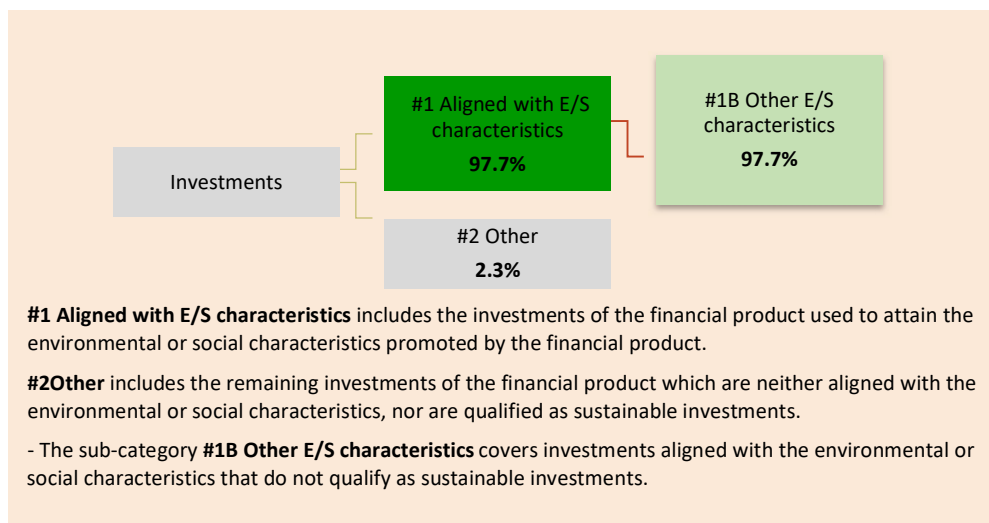 #1 Aligned with E/S
characteristics
97.7%
#1B Other E/S
characteristics
97.7%
Investments
#2 Other
2.3%
#1 Aligned with E/S characteristics includes the investments of the financial product used to attain the
environmental or social characteristics promoted by the financial product.
#2Other includes the remaining investments of the financial product which are neither aligned with the
environmental or social characteristics, nor are qualified as sustainable investments.
- The sub-category #1B Other E/S characteristics covers investments aligned with the environmental or
social characteristics that do not qualify as sustainable investments.